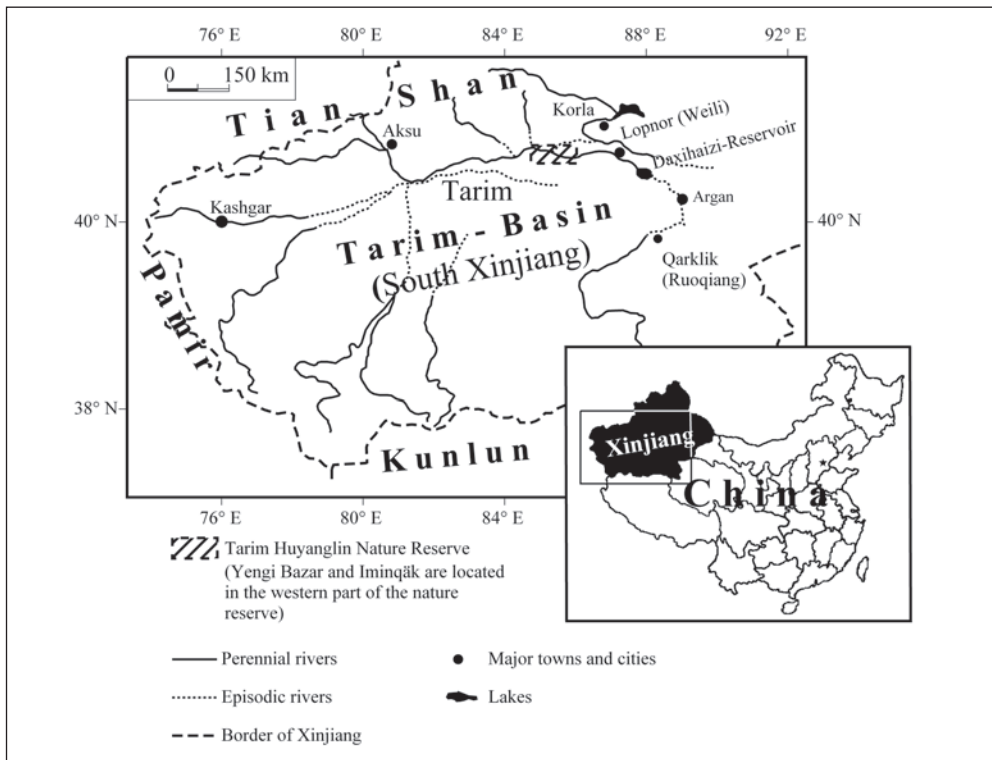 76° E 80° E 84° E 88° E 92° E
0 150 km
Tian Shan
Korla
Lopnor (Weili)
Aksu
Daxihaizi-Reservoir
Tarim
Argan
Kashgar
40° N
40° N
Tarim-Basin
(South Xinjiang)
Qarklik
(Ruoqiang)
Pamir
38° N
Kunlun
Xinjiang
China
76° E 80° E 84° E
Tarim Huyanglin Nature Reserve
(Yengi Bazar and Iminqäk are located
in the western part of the nature
reserve)
Perennial rivers
Major towns and cities
Episodic rivers
Lakes
Border of Xinjiang